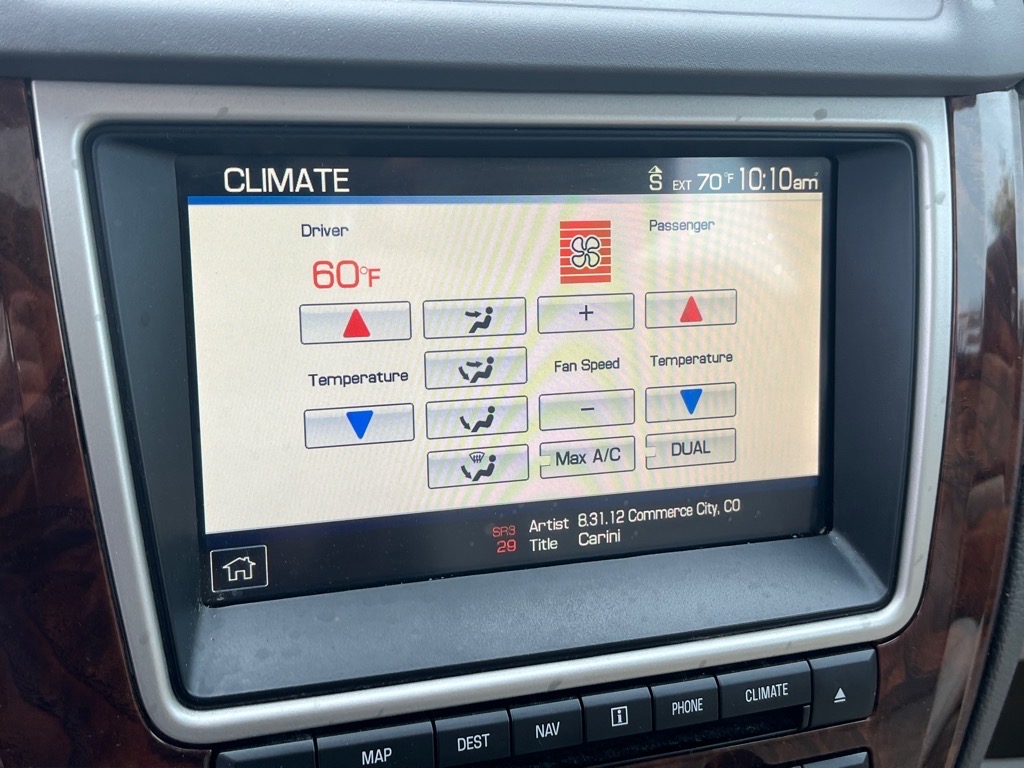 CLIMATE
S EXT 70°F 10:10am
Driver
Passenger
60°F
+
Temperature
Fan Speed
Temperature
−
Max A/C
DUAL
SR3 Artist 8.31.12 Commerce City, CO
29 Title Carini
MAP DEST NAV i PHONE CLIMATE